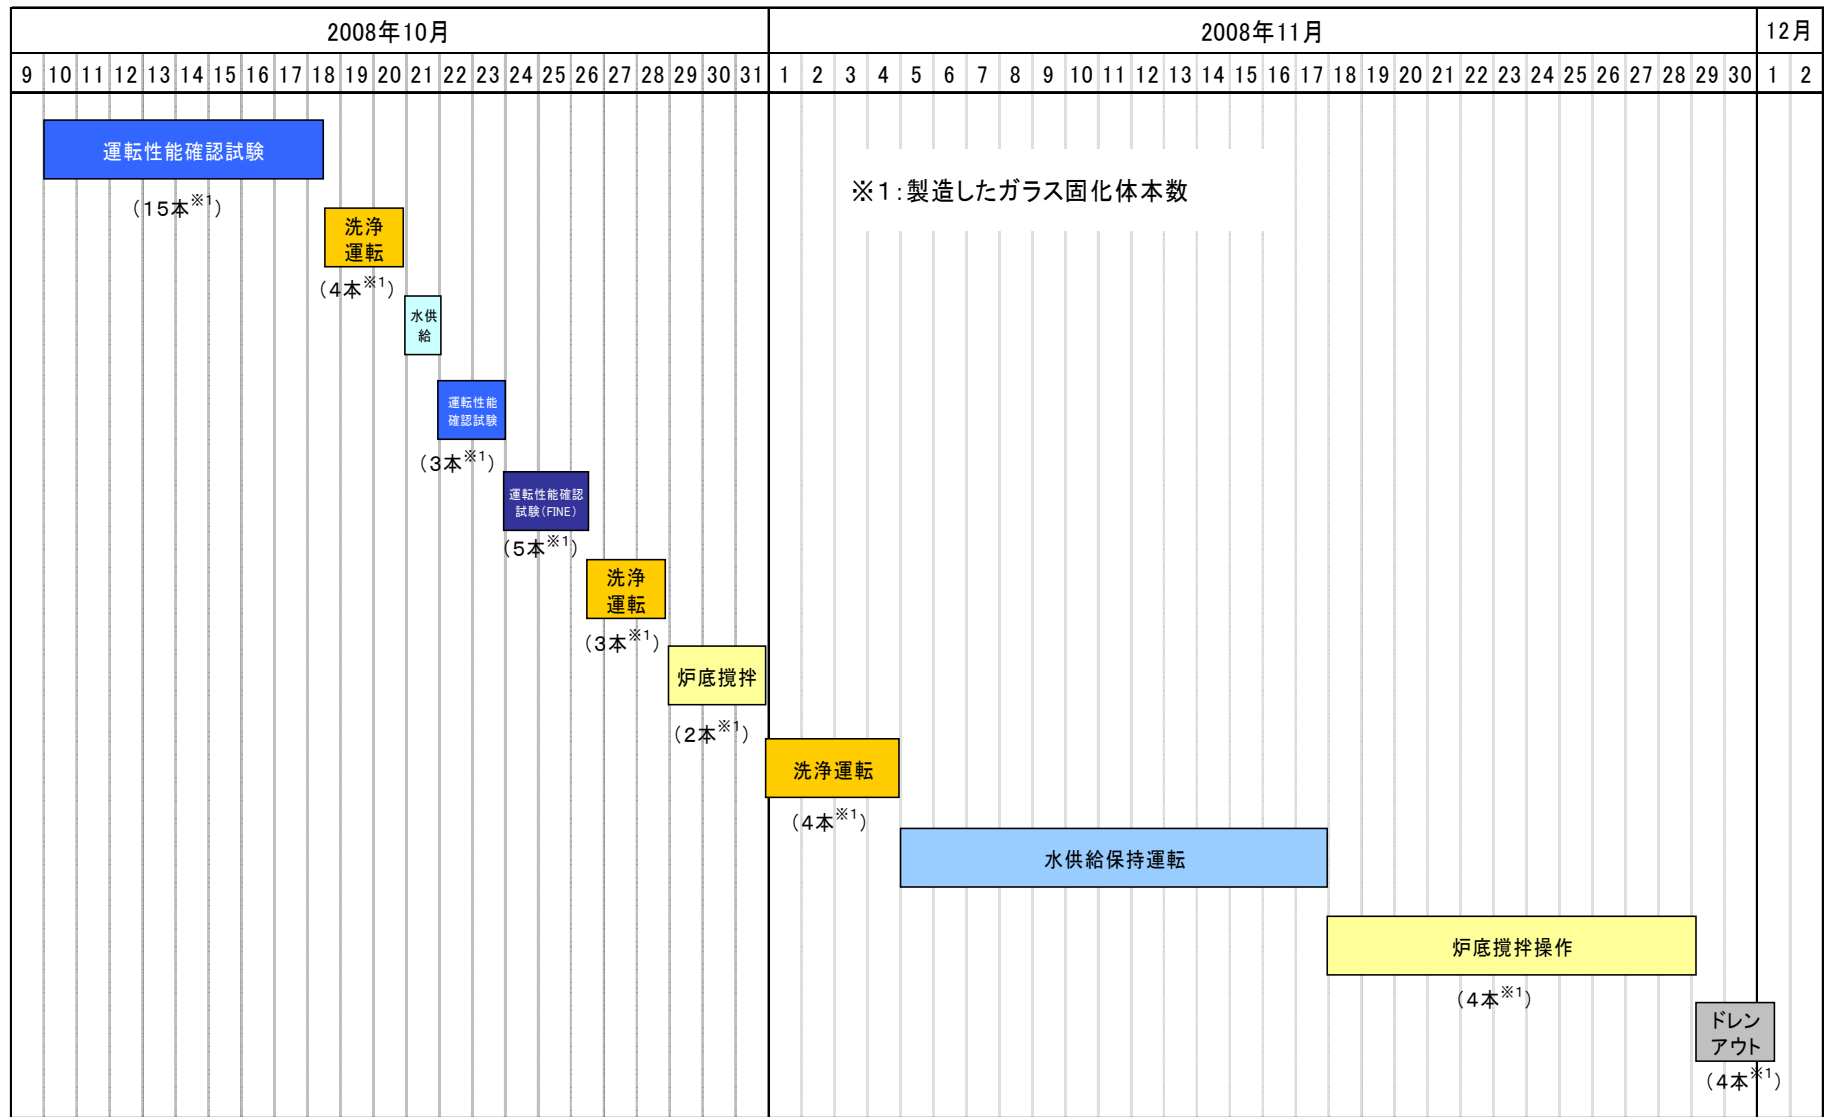 2008年10月 2008年11月 12月
9 10 11 12 13 14 15 16 17 18 19 20 21 22 23 24 25 26 27 28 29 30 31 1 2 3 4 5 6 7 8 9 10 11 12 13 14 15 16 17 18 19 20 21 22 23 24 25 26 27 28 29 30 1 2
運転性能確認試験
（15本※1）
※1：製造したガラス固化体本数
洗浄
運転
（4本※1）
水供
給
運転性能
確認試験
（3本※1）
運転性能確認
試験（FINE）
（5本※1）
洗浄
運転
（3本※1）
炉底撹拌
（2本※1）
洗浄運転
（4本※1）
水供給保持運転
炉底撹拌操作
（4本※1）
ドレン
アウト
（4本※1）